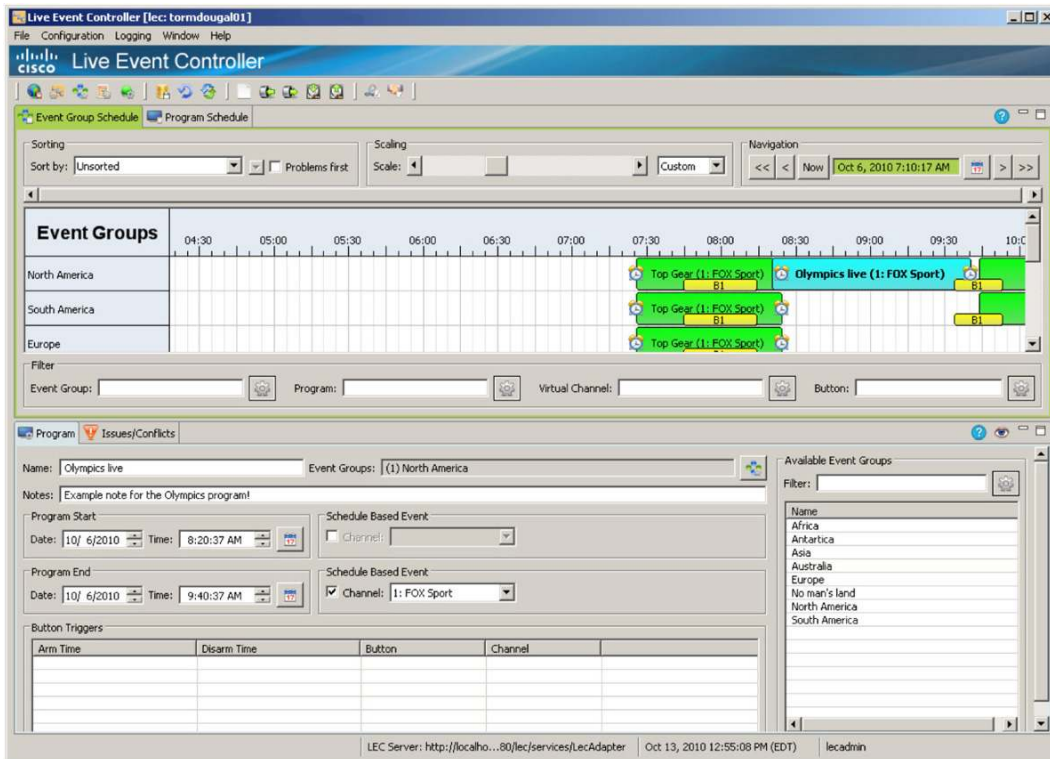 Live Event Controller [lec: tormdougal01]
File Configuration Logging Window Help
cisco Live Event Controller
Event Group Schedule Program Schedule
Sorting Scaling Navigation
Sort by: Unsorted Problems first Scale: Custom << < Now Oct 6, 2010 7:10:17 AM 17 > >>
Event Groups 04:30 05:00 05:30 06:00 06:30 07:00 07:30 08:00 08:30 09:00 09:30 10:0
North America Top Gear (1: FOX Sport) Olympics live (1: FOX Sport)
B1 B1
South America Top Gear (1: FOX Sport)
B1 B1
Europe Top Gear (1: FOX Sport)
Filter
Event Group: Program: Virtual Channel: Button:
Program Issues/Conflicts
Name: Olympics live Event Groups: (1) North America
Notes: Example note for the Olympics program!
Program Start Schedule Based Event
Date: 10/ 6/2010 Time: 8:20:37 AM 17 Channel:
Program End Schedule Based Event
Date: 10/ 6/2010 Time: 9:40:37 AM 17 Channel: 1: FOX Sport
Button Triggers
Arm Time Disarm Time Button Channel
Available Event Groups
Filter:
Name
Africa
Antartica
Asia
Australia
Europe
No man's land
North America
South America
LEC Server: http://localho...80/lec/services/LecAdapter Oct 13, 2010 12:55:08 PM (EDT) lecadmin